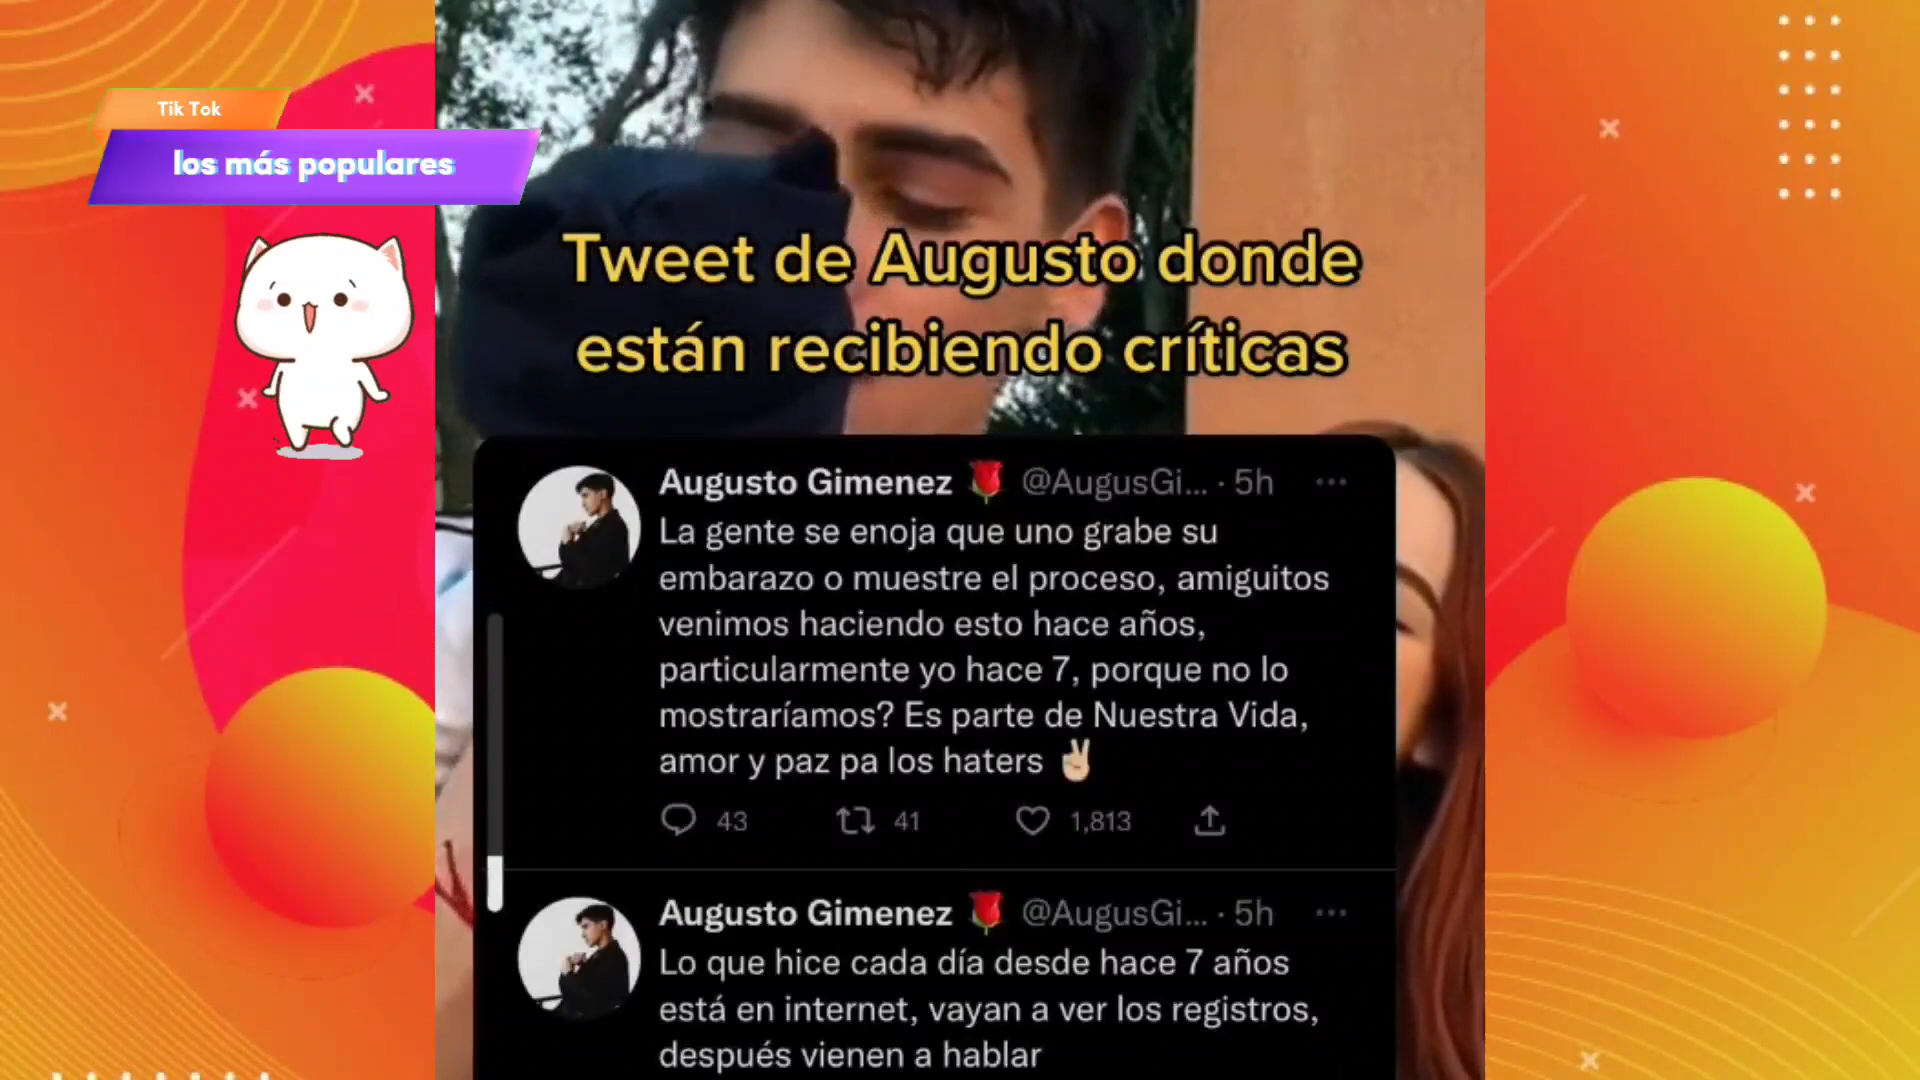 Tik Tok
los más populares
Tweet de Augusto donde
están recibiendo críticas
Augusto Gimenez 🌹 @AugusGi... · 5h
La gente se enoja que uno grabe su
embarazo o muestre el proceso, amiguitos
venimos haciendo esto hace años,
particularmente yo hace 7, porque no lo
mostraríamos? Es parte de Nuestra Vida,
amor y paz pa los haters ✌🏻
43 41 1,813
Augusto Gimenez 🌹 @AugusGi... · 5h
Lo que hice cada día desde hace 7 años
está en internet, vayan a ver los registros,
después vienen a hablar